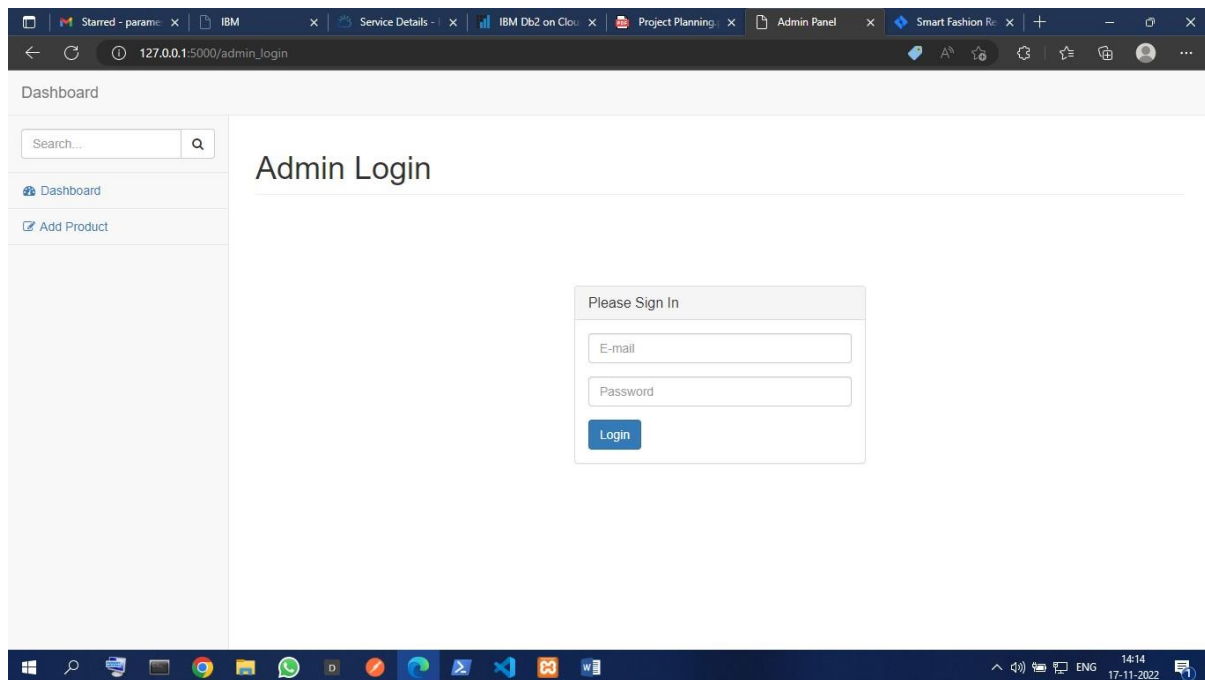 Starred - parame
IBM
Service Details - I
IBM Db2 on Clou
Project Planning.
Admin Panel
Smart Fashion Re
127.0.0.1:5000/admin_login
Dashboard
Search...
Dashboard
Add Product
Admin Login
Please Sign In
E-mail
Password
Login
ENG
14:14
17-11-2022